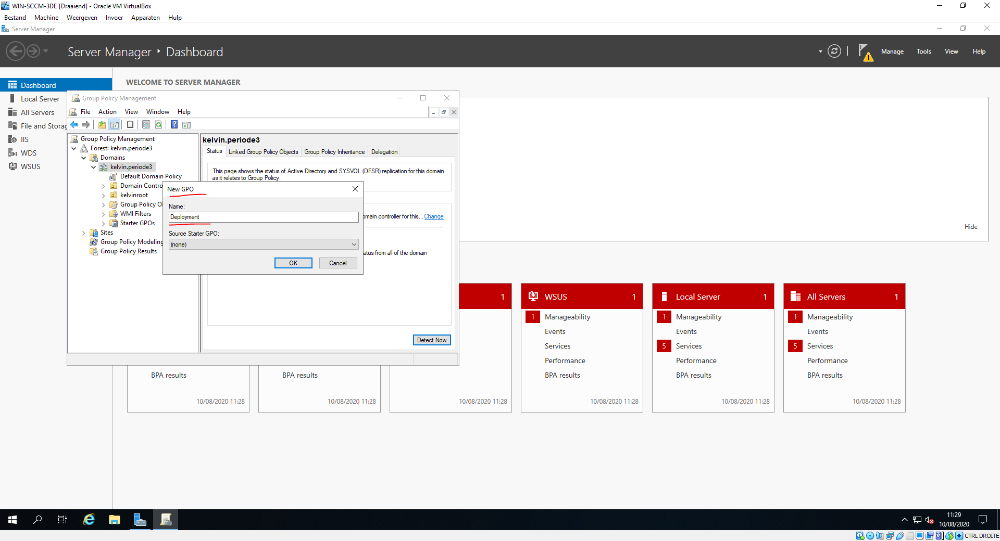 WIN-SCCM-3DE [Draaiend] - Oracle VM VirtualBox
Bestand Machine Weergeven Invoer Apparaten Hulp
Server Manager
Server Manager Dashboard
Manage Tools View Help
Dashboard
Local Server
All Servers
File and Storag
IIS
WDS
WSUS
WELCOME TO SERVER MANAGER
Group Policy Management
File Action View Window Help
Group Policy Management
Forest: kelvin.periode3
Domains
kelvin.periode3
Default Domain Policy
Domain Contro
kelvinroot
Group Policy O
WMI Filters
Starter GPOs
Sites
Group Policy Modeling
Group Policy Results
kelvin.periode3
Status Linked Group Policy Objects Group Policy Inheritance Delegation
This page shows the status of Active Directory and SYSVOL (DFSR) replication for this domain
as it relates to Group Policy.
New GPO
Name:
Deployment
Source Starter GPO:
(none)
OK Cancel
omain controller for this... Change
atus from all of the domain
Detect Now
Hide
1
WSUS 1
1 Manageability
Events
Services
Performance
BPA results
10/08/2020 11:28
Local Server 1
1 Manageability
Events
5 Services
Performance
BPA results
10/08/2020 11:28
All Servers 1
1 Manageability
Events
5 Services
Performance
BPA results
10/08/2020 11:28
BPA results
10/08/2020 11:28
BPA results
10/08/2020 11:28
10/08/2020 11:28
11:29
10/08/2020
CTRL DROITE